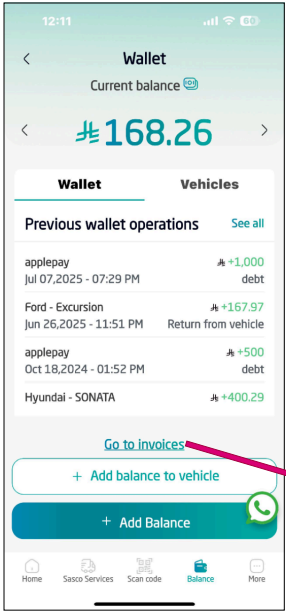 12:11
Wallet
Current balance
168.26
Wallet Vehicles
Previous wallet operations See all
applepay +1,000
Jul 07,2025 - 07:29 PM debt
Ford - Excursion +167.97
Jun 26,2025 - 11:51 PM Return from vehicle
applepay +500
Oct 18,2024 - 01:52 PM debt
Hyundai - SONATA +400.29
Go to invoices
+ Add balance to vehicle
+ Add Balance
Home Sasco Services Scan code Balance More